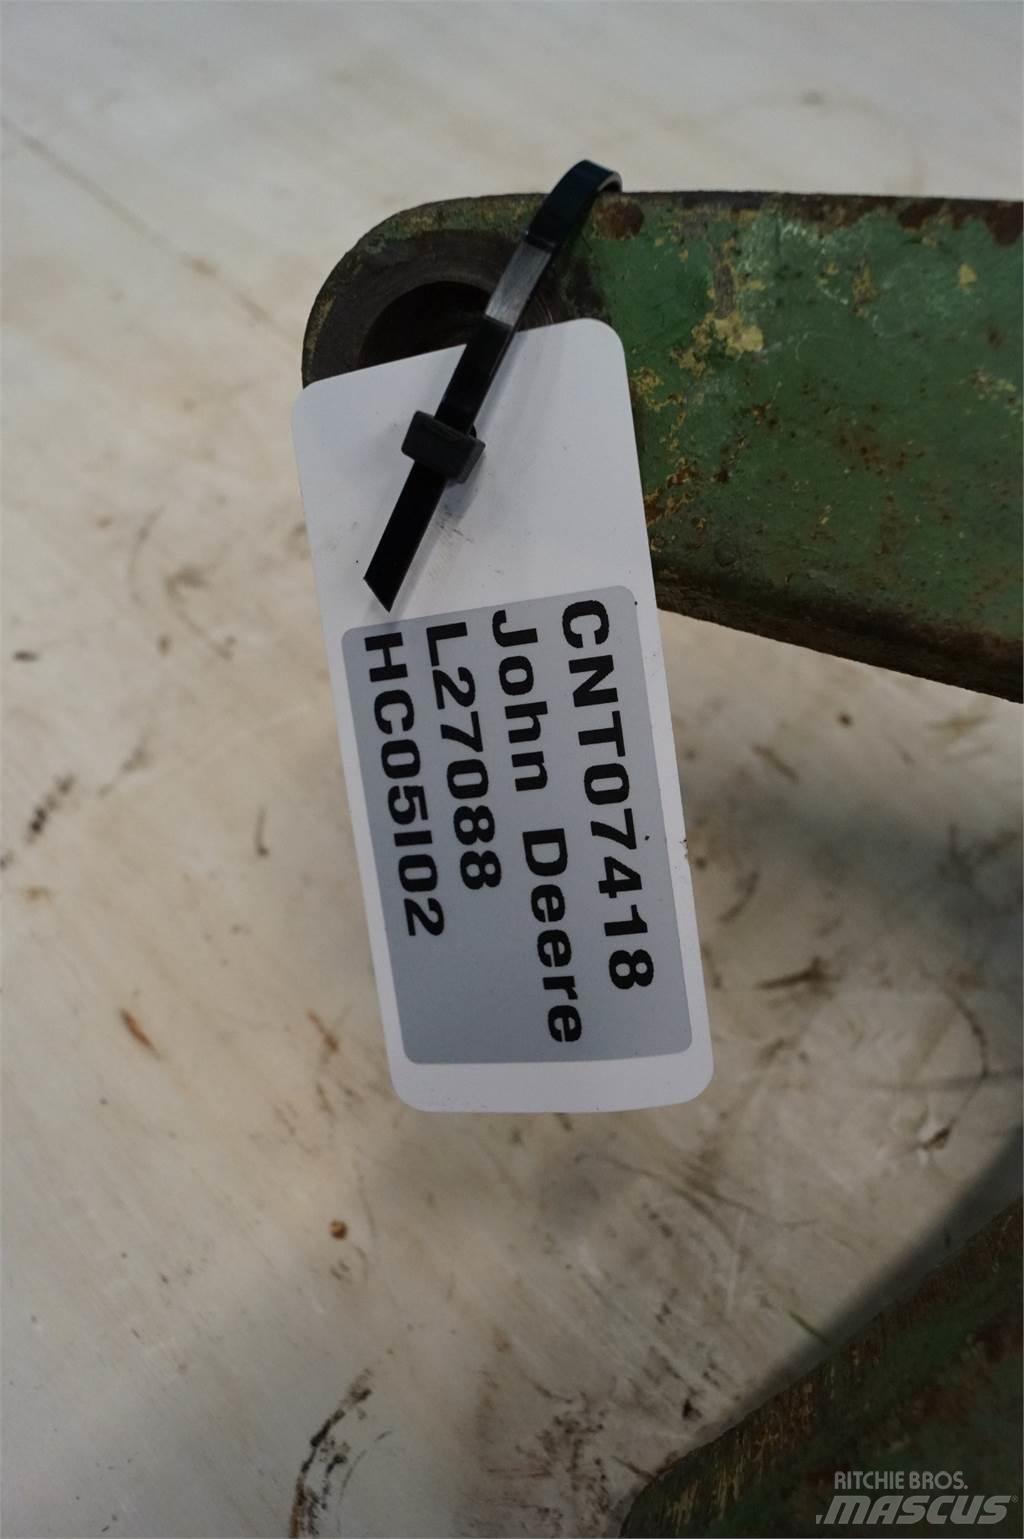 CNT07418
John Deere
L27088
HC05I02
RITCHIE BROS.
MASCUS